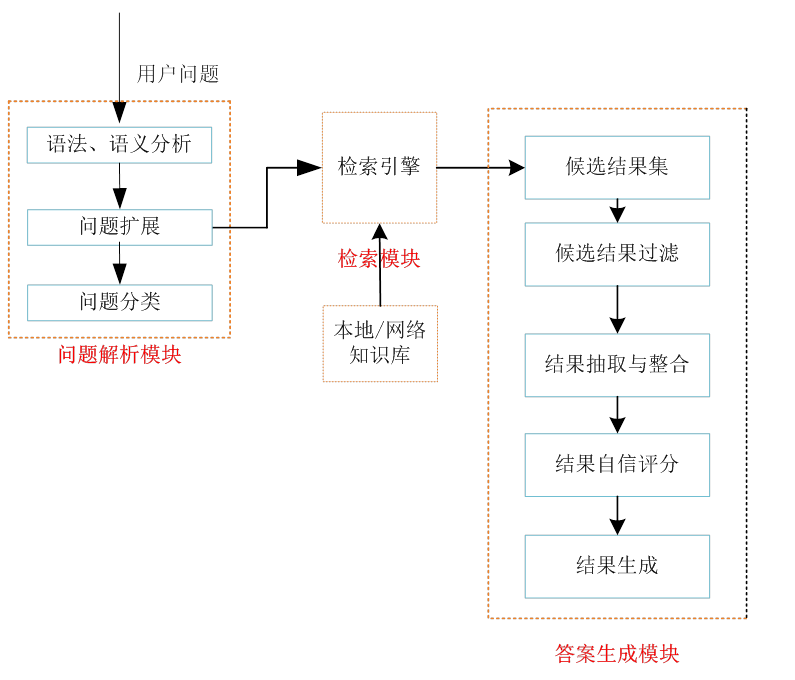 用户问题
语法、语义分析
问题扩展
问题分类
问题解析模块
检索引擎
检索模块
本地/网络
知识库
候选结果集
候选结果过滤
结果抽取与整合
结果自信评分
结果生成
答案生成模块